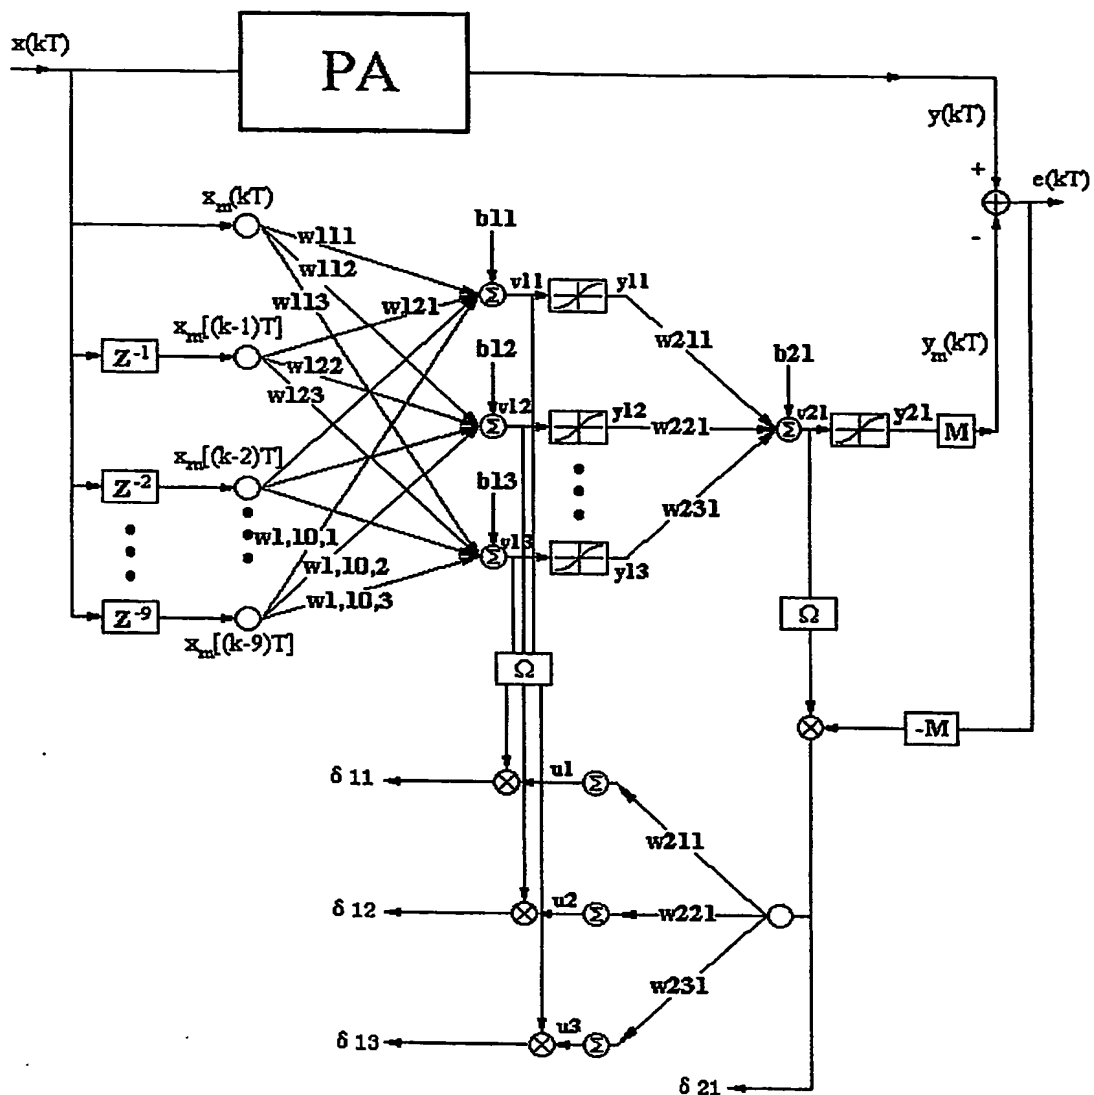 x(kT)
PA
y(kT)
+
e(kT)
-
x_m(kT)
w111
w112
w113
b11
v11
y11
w121
x_m[(k-1)T]
Z^-1
w122
w123
b12
v12
y12
w211
b21
v21
y21
M
y_m(kT)
w221
x_m[(k-2)T]
Z^-2
b13
v13
y13
w231
w1,10,1
w1,10,2
w1,10,3
Z^-9
x_m[(k-9)T]
Σ
Σ
Σ
Σ
Ω
Ω
-M
δ 11
u1
Σ
w211
δ 12
u2
Σ
w221
w231
δ 13
u3
Σ
δ 21